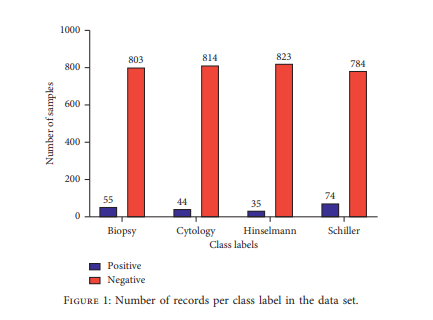 1000
800
600
400
200
0
Number of samples
803
814
823
784
55
44
35
74
Biopsy
Cytology
Hinselmann
Schiller
Class labels
Positive
Negative
FIGURE 1: Number of records per class label in the data set.